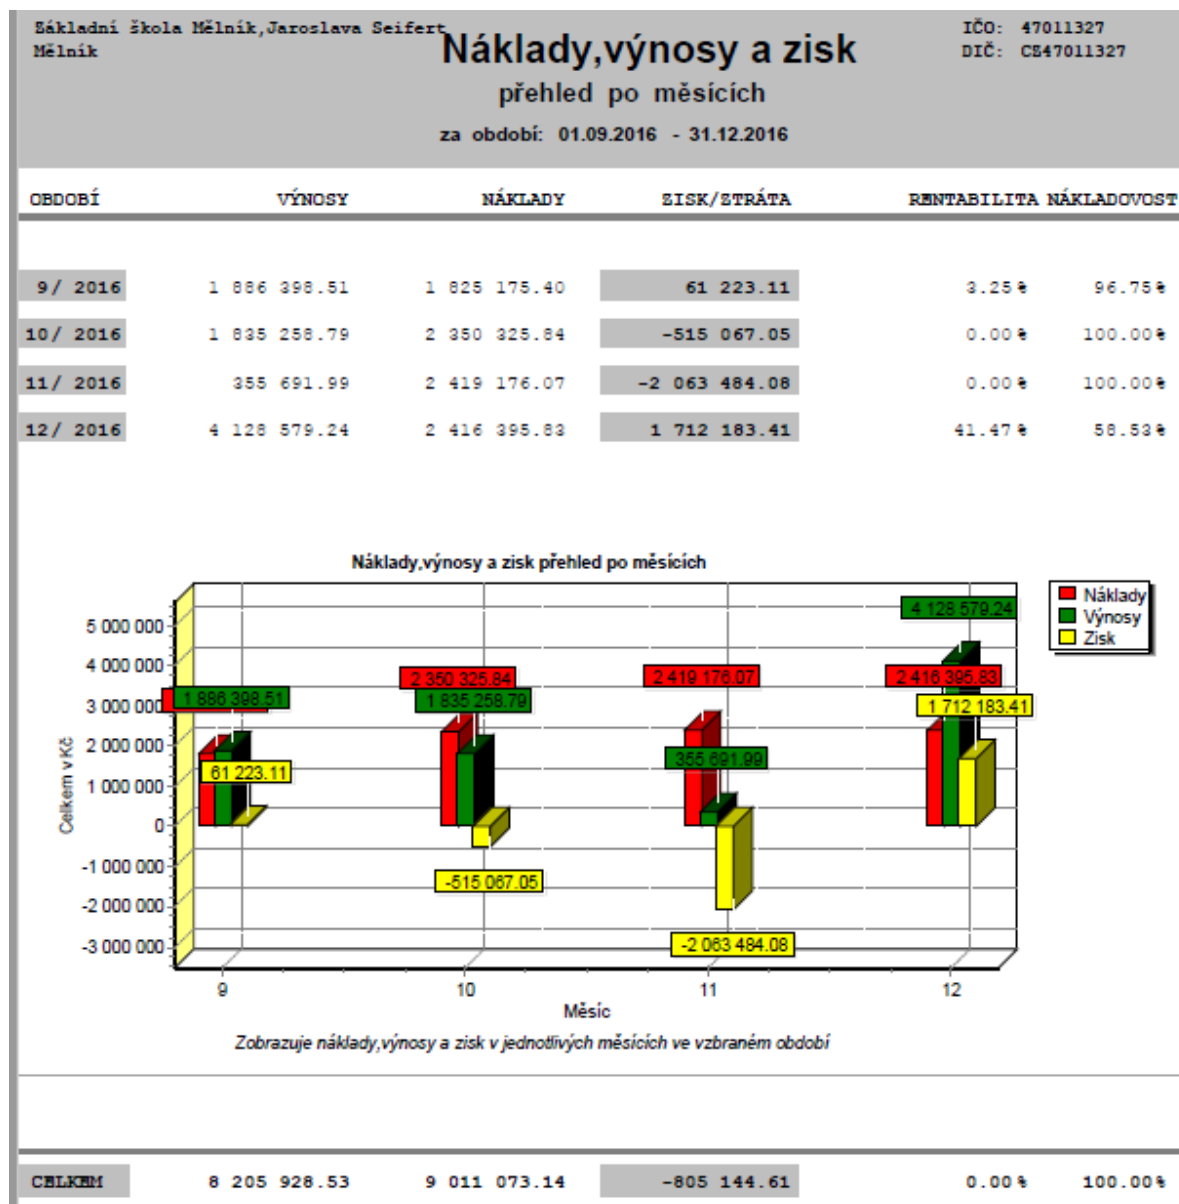 Základní škola Mělník,Jaroslava Seifert
Mělník
Náklady,výnosy a zisk
přehled po měsících
za období: 01.09.2016 - 31.12.2016
IČO: 47011327
DIČ: CZ47011327
OBDOBÍ VÝNOSY NÁKLADY ZISK/ZTRÁTA RENTABILITA NÁKLADOVOST
9/ 2016 1 886 398.51 1 825 175.40 61 223.11 3.25% 96.75%
10/ 2016 1 835 258.79 2 350 325.84 -515 067.05 0.00% 100.00%
11/ 2016 355 691.99 2 419 176.07 -2 063 484.08 0.00% 100.00%
12/ 2016 4 128 579.24 2 416 395.83 1 712 183.41 41.47% 58.53%
Náklady,výnosy a zisk přehled po měsících
Náklady
Výnosy
Zisk
Celkem v Kč
5 000 000
4 000 000
3 000 000
2 000 000
1 000 000
0
-1 000 000
-2 000 000
-3 000 000
1 886 398.51
61 223.11
2 350 325.84
1 835 258.79
-515 067.05
2 419 176.07
355 691.99
-2 063 484.08
4 128 579.24
2 416 395.83
1 712 183.41
9 10 11 12
Měsíc
Zobrazuje náklady,výnosy a zisk v jednotlivých měsících ve vzbraném období
CELKEM 8 205 928.53 9 011 073.14 -805 144.61 0.00% 100.00%